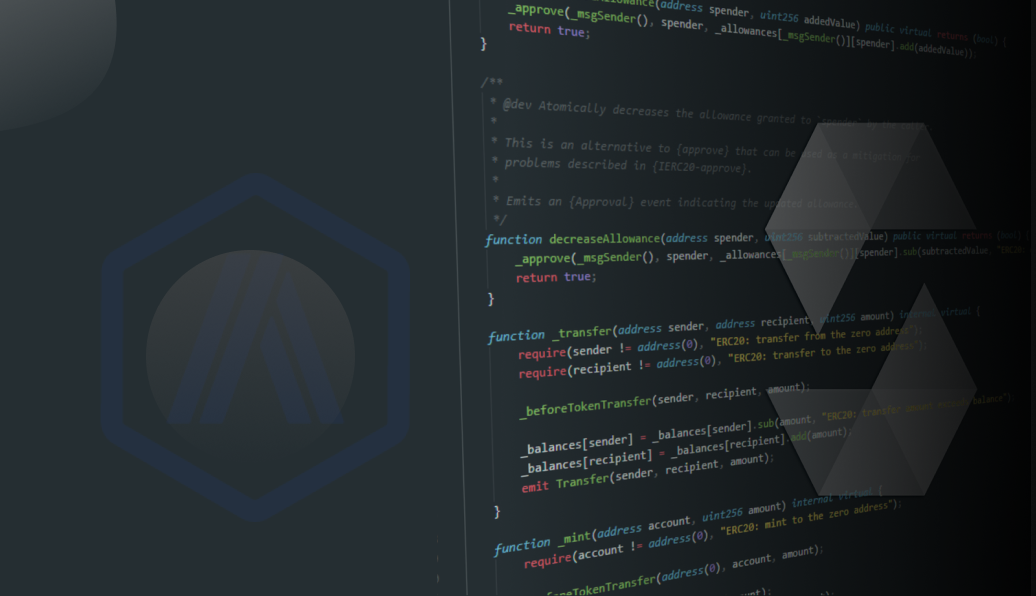 Allowance(address spender, uint256 addedValue) public virtual returns (bool) {
_approve(_msgSender(), spender, _allowances[_msgSender()][spender].add(addedValue));
return true;
}
/**
* @dev Atomically decreases the allowance granted to `spender` by the
*
* This is an alternative to {approve} that can be used as a mitigation for
* problems described in {IERC20-approve}.
*
* Emits an {Approval} event indicating the updated allowance.
*/
function decreaseAllowance(address spender, uint256 subtractedValue) public virtual returns (bool) {
_approve(_msgSender(), spender, _allowances[_msgSender()][spender].sub(subtractedValue, "ERC20:
return true;
}
function _transfer(address sender, address recipient, uint256 amount) internal virtual {
require(sender != address(0), "ERC20: transfer from the zero address");
require(recipient != address(0), "ERC20: transfer to the zero address");
_beforeTokenTransfer(sender, recipient, amount);
_balances[sender] = _balances[sender].sub(amount, "ERC20: transfer amount balance");
_balances[recipient] = _balances[recipient].add(amount);
emit Transfer(sender, recipient, amount);
}
function _mint(address account, uint256 amount) internal virtual {
require(account != address(0), "ERC20: mint to the zero address");
TokenTransfer(address(0), account, amount);